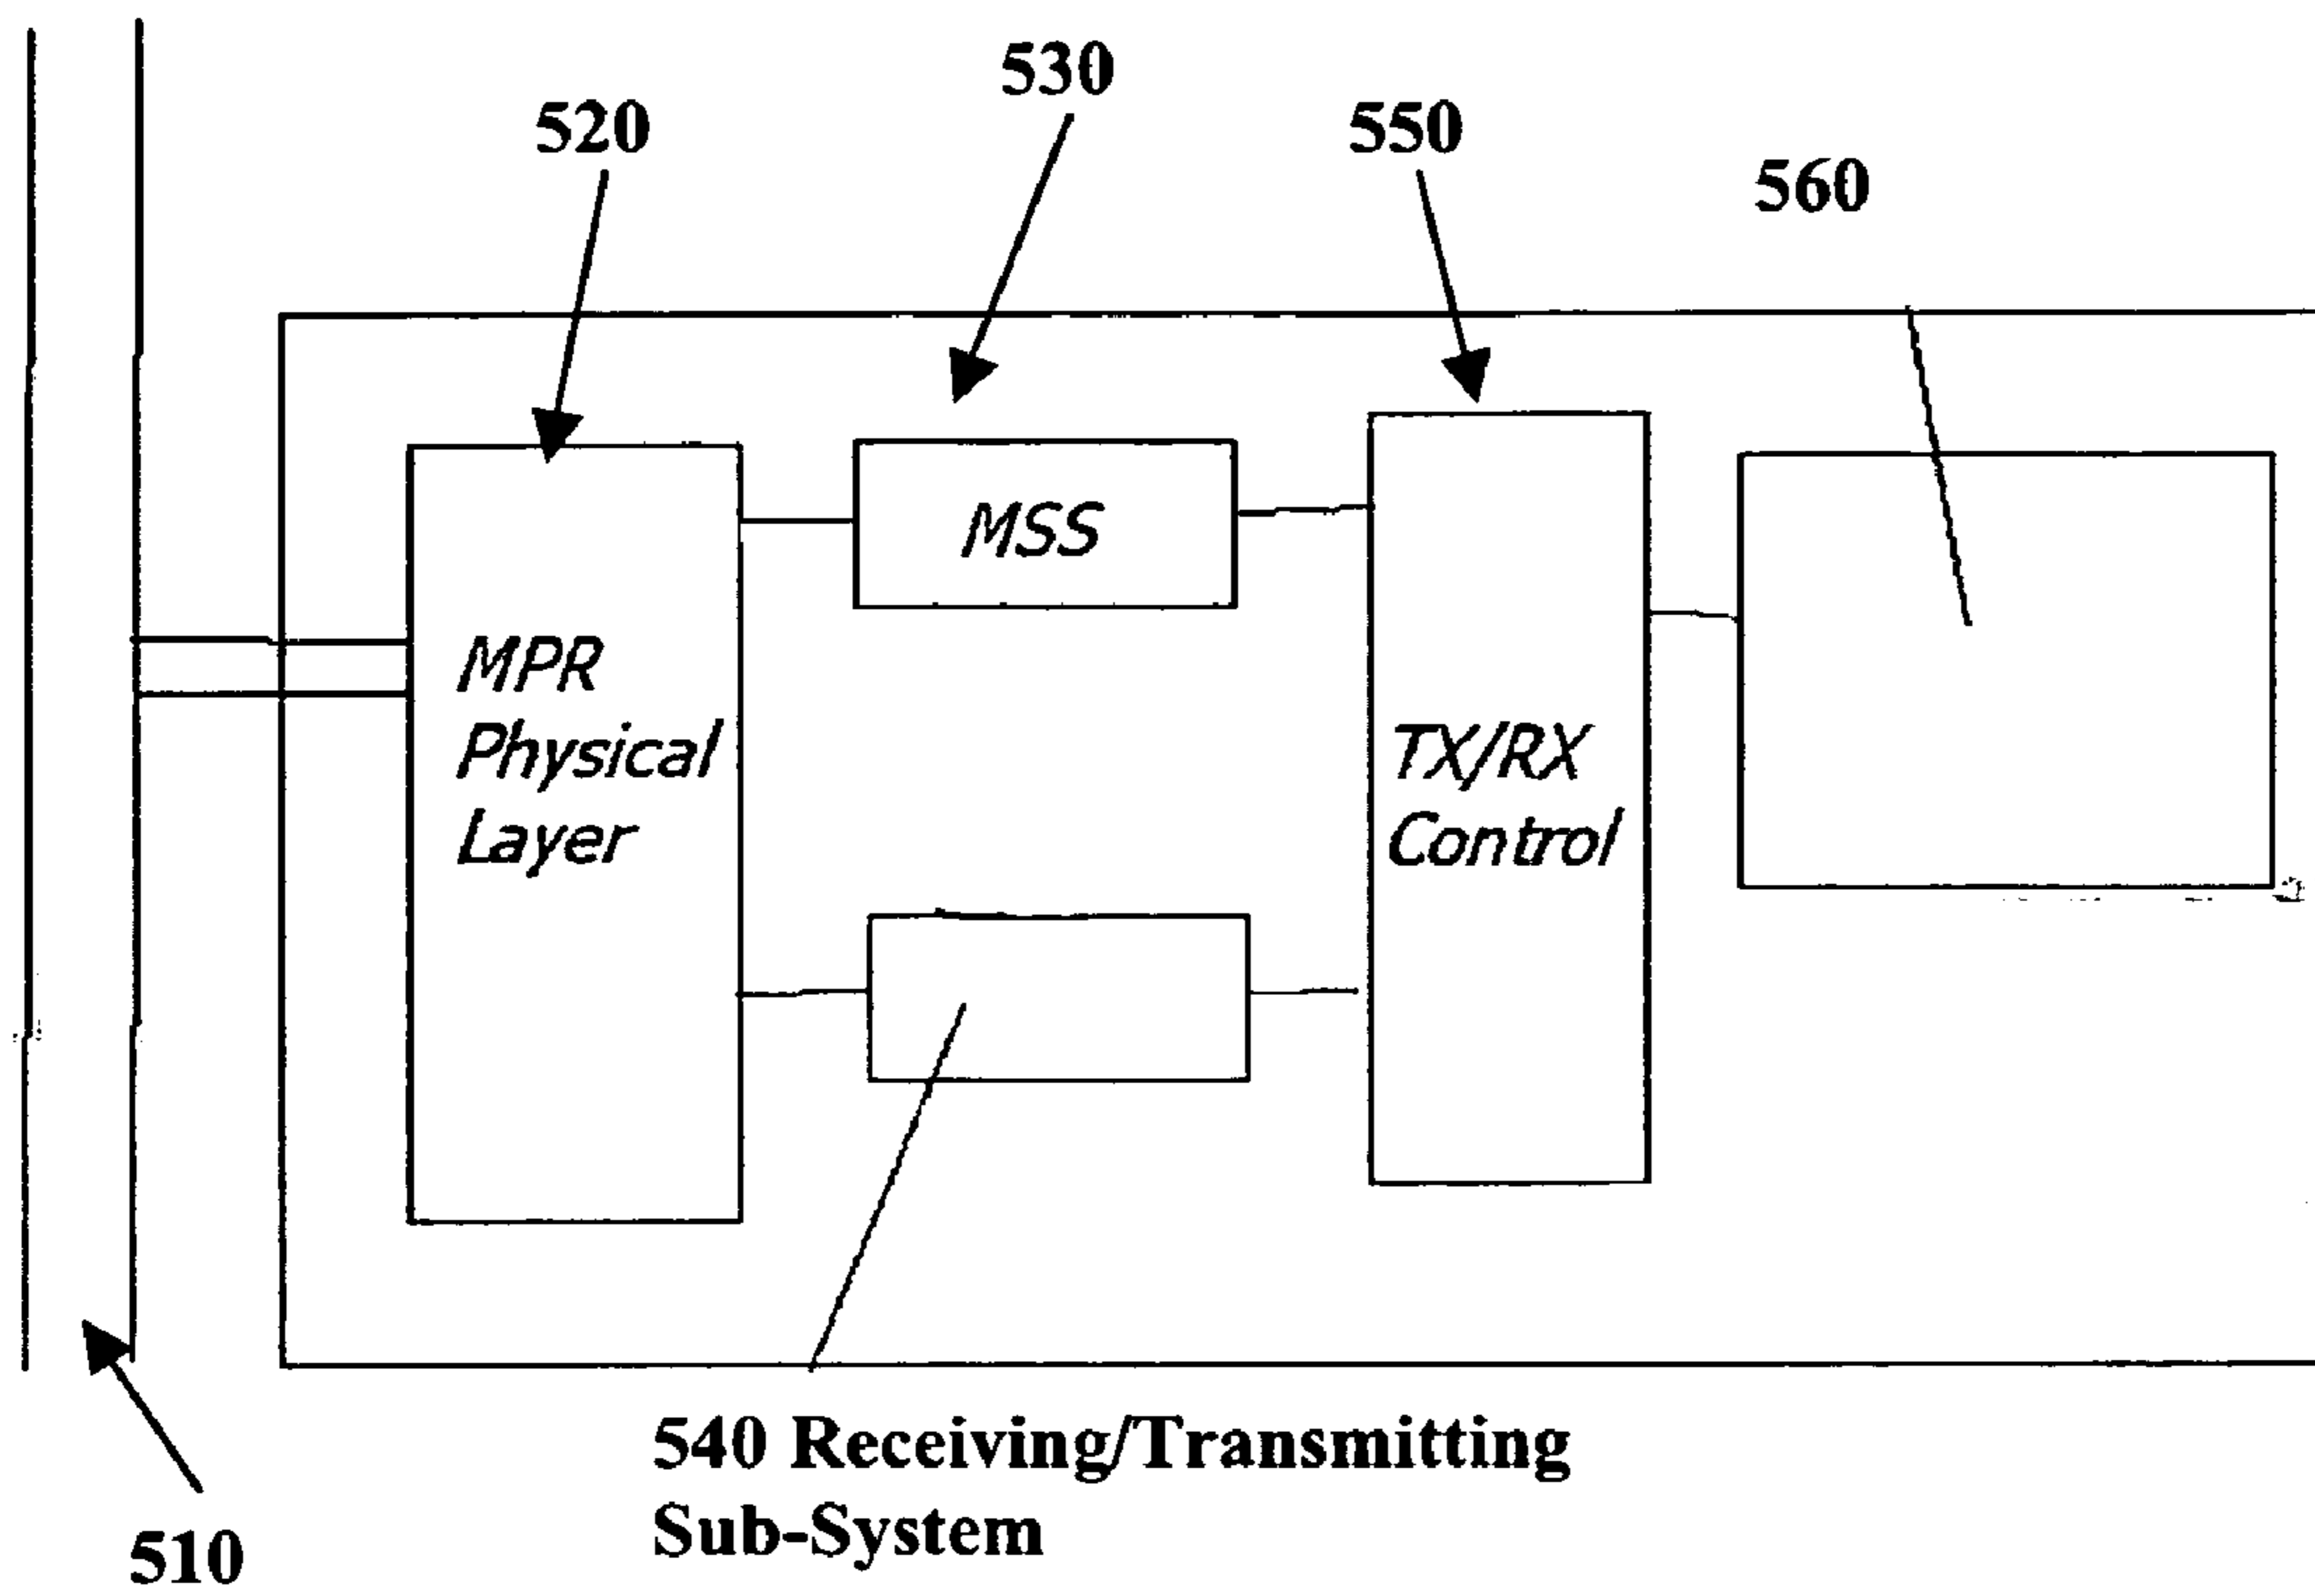 530
520
550
560
MSS
MPR
Physical
Layer
TX/RX
Control
540 Receiving/Transmitting
Sub-System
510